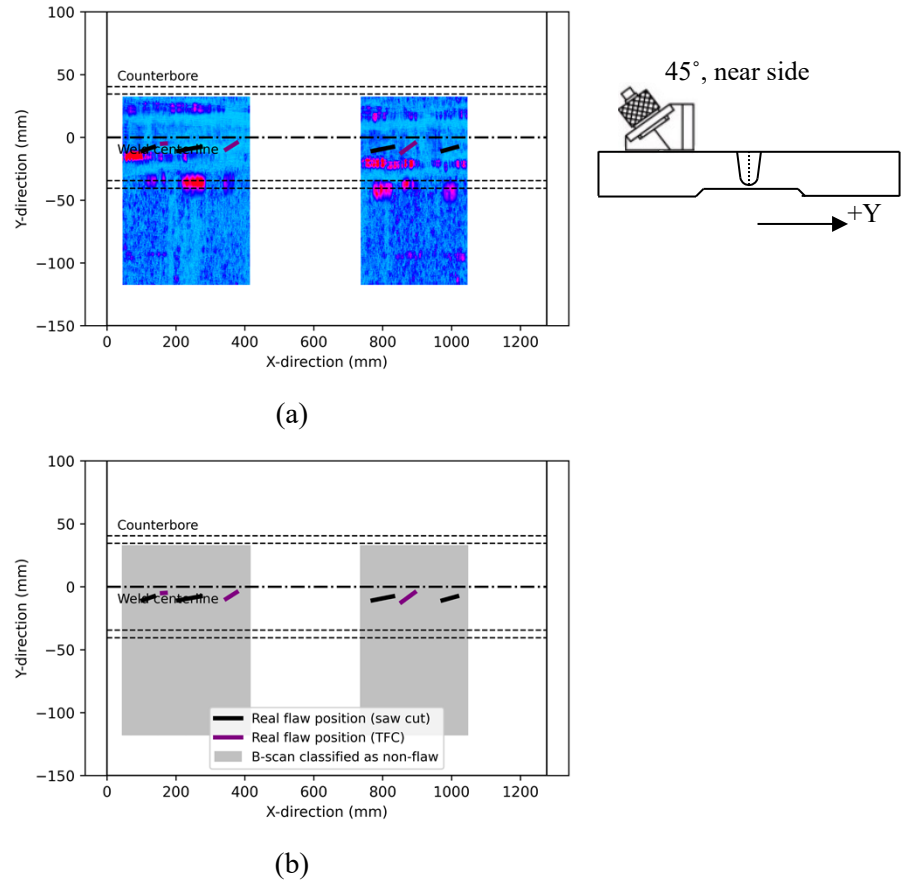 100
50
0
−50
−100
−150
Y-direction (mm)
Counterbore
Weld centerline
0
200
400
600
800
1000
1200
X-direction (mm)
45˚, near side
+Y
(a)
100
50
0
−50
−100
−150
Y-direction (mm)
Counterbore
Weld centerline
Real flaw position (saw cut)
Real flaw position (TFC)
B-scan classified as non-flaw
0
200
400
600
800
1000
1200
X-direction (mm)
(b)